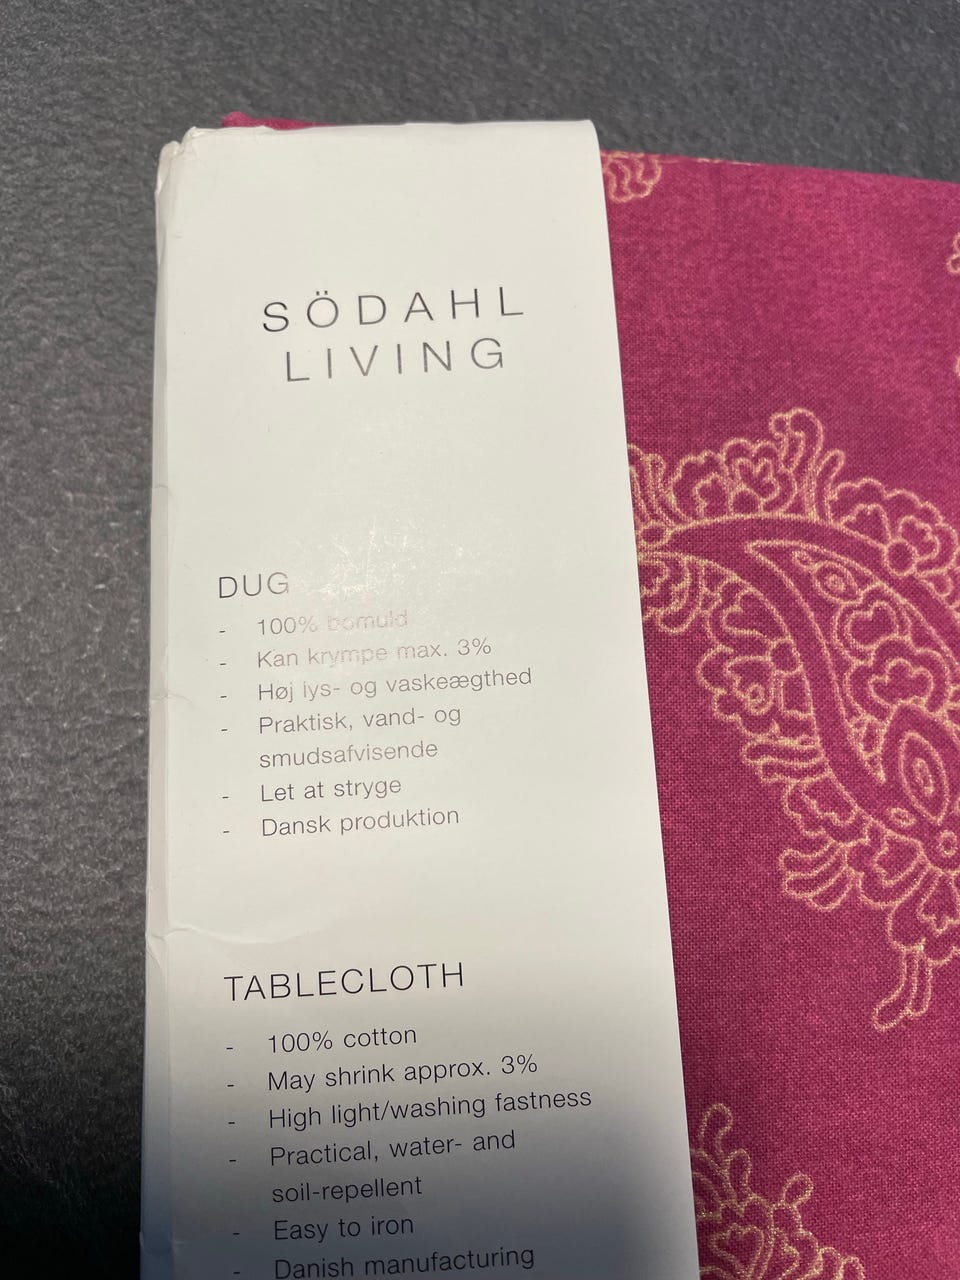 SÖDAHL
LIVING
DUG
- 100% bomuld
- Kan krympe max. 3%
- Høj lys- og vaskeægthed
- Praktisk, vand- og
smudsafvisende
- Let at stryge
- Dansk produktion
TABLECLOTH
- 100% cotton
- May shrink approx. 3%
- High light/washing fastness
- Practical, water- and
soil-repellent
- Easy to iron
- Danish manufacturing